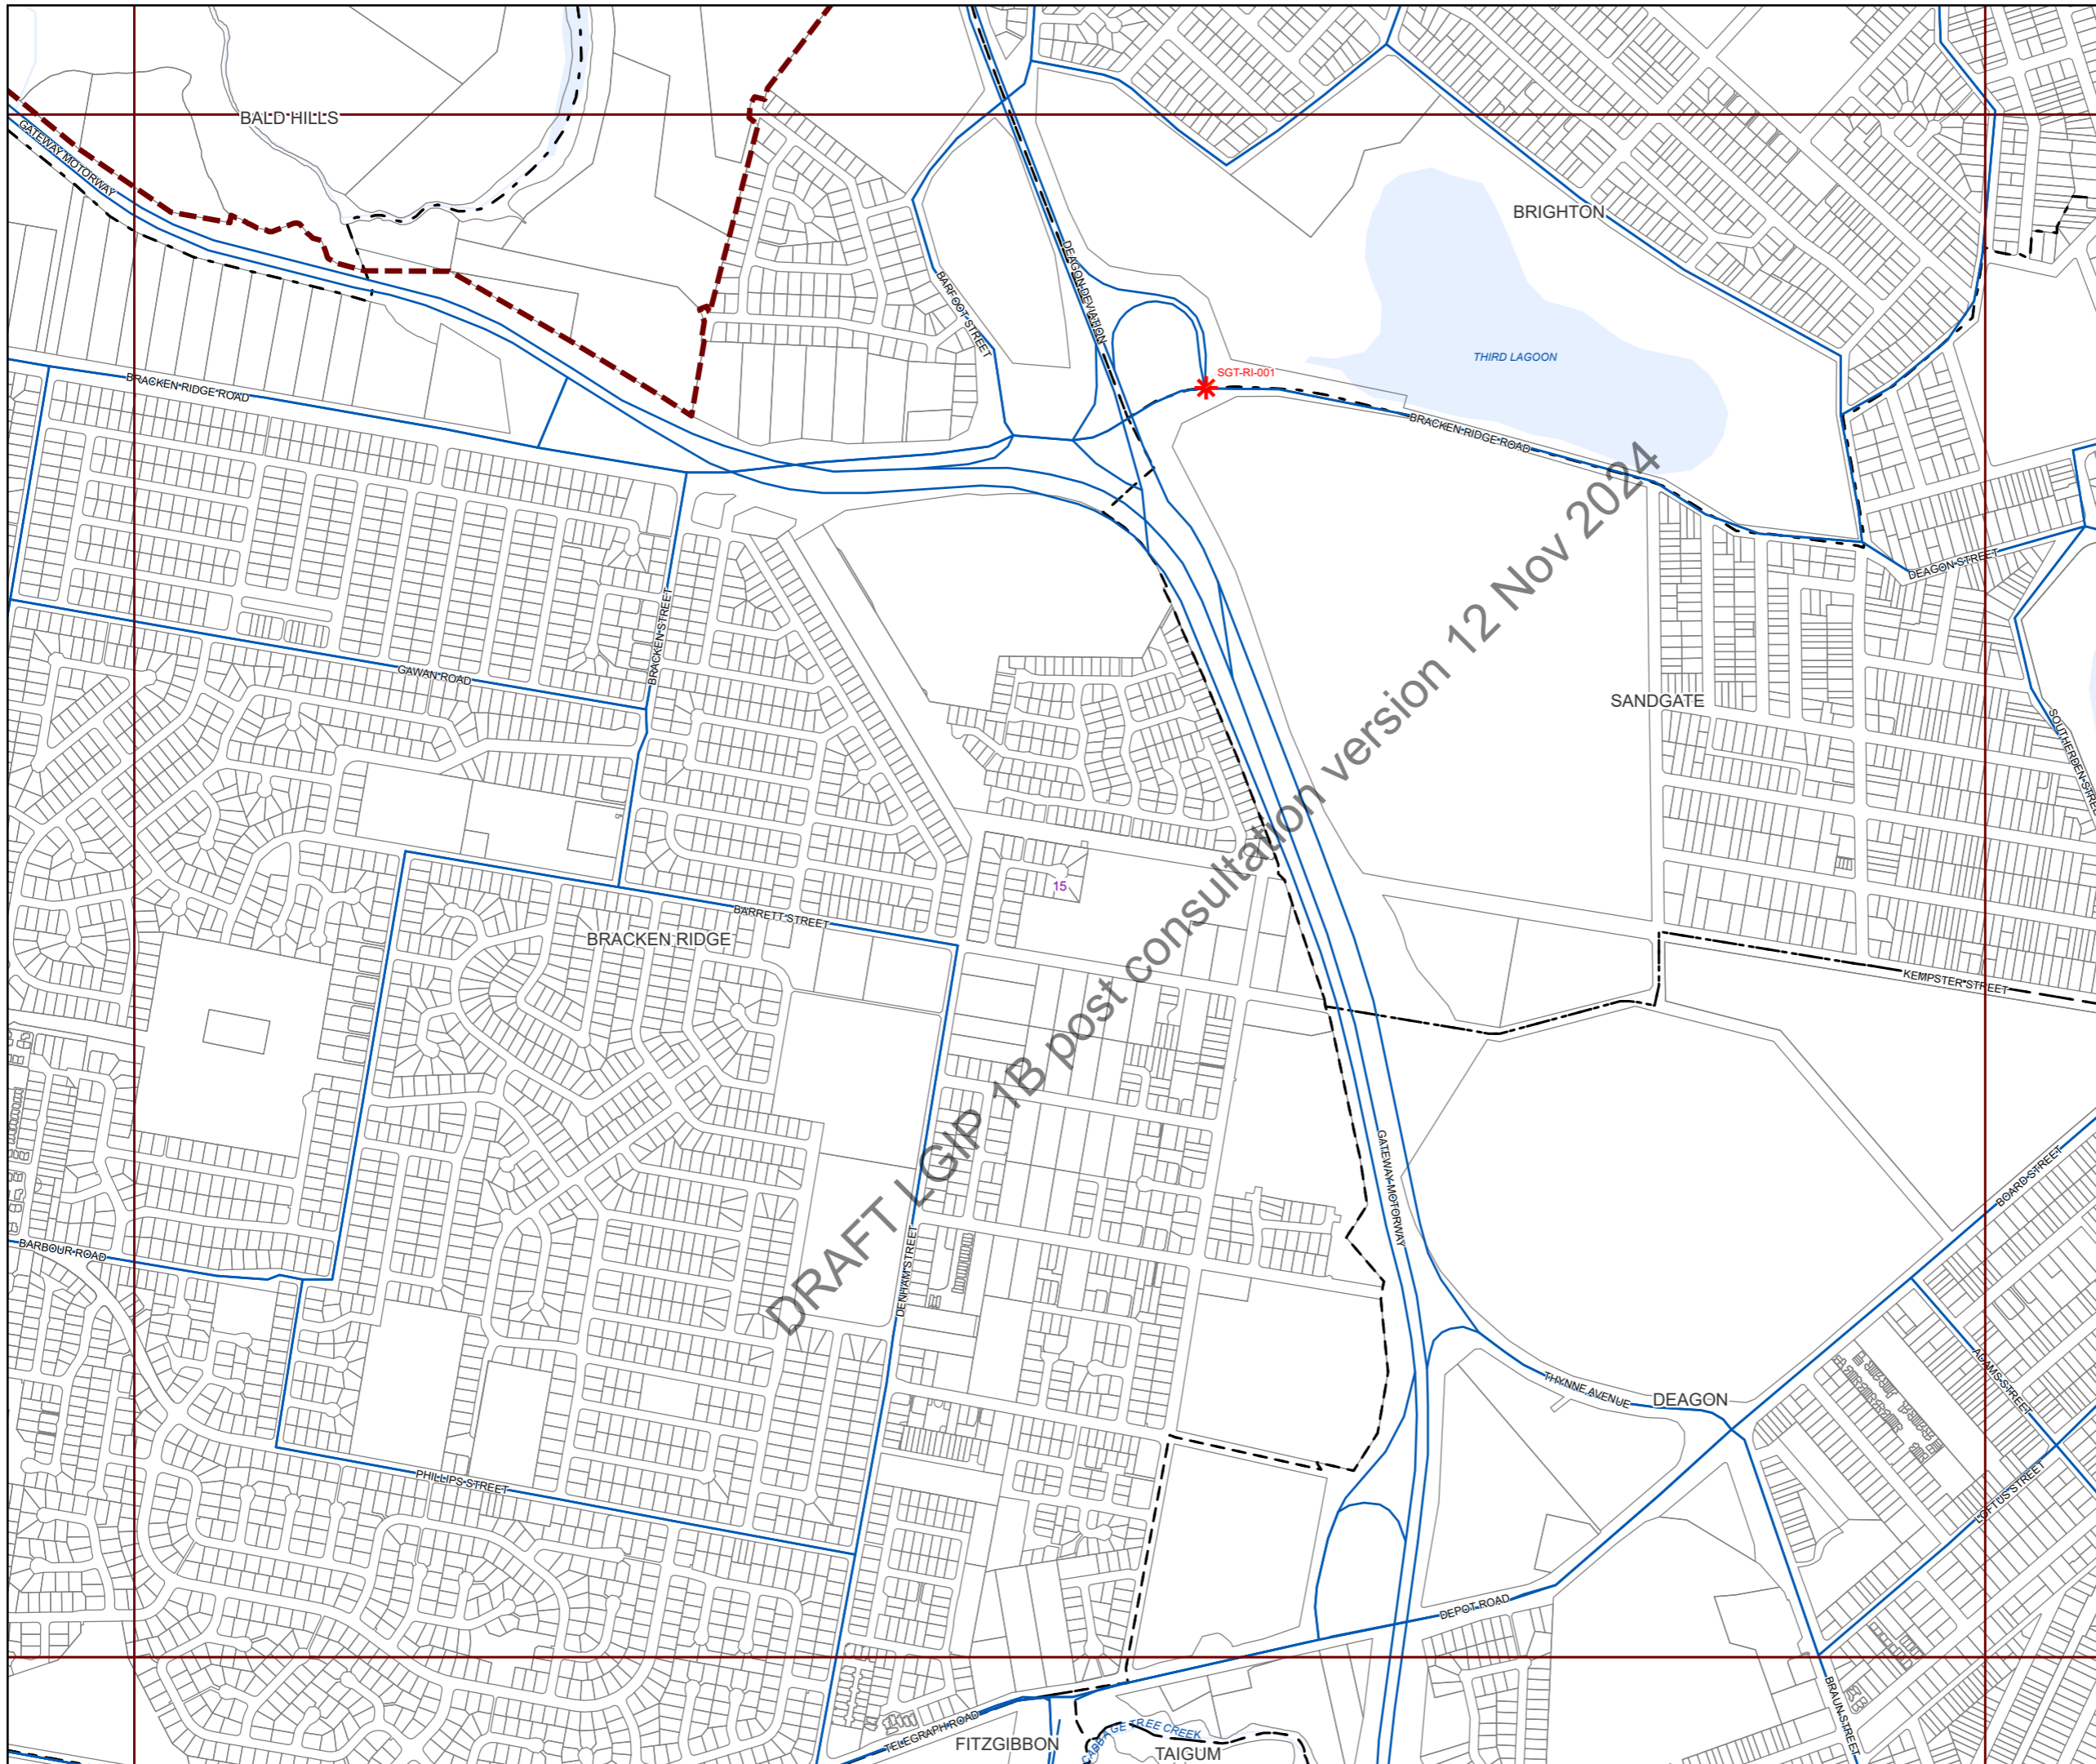 BALD HILLS
GATEWAY MOTORWAY
BRIGHTON
DEAGON DEVIATION
BARFOOT STREET
THIRD LAGOON
SGT-RI-001
BRACKEN RIDGE ROAD
BRACKEN RIDGE ROAD
DEAGON STREET
BRACKEN STREET
GAWAN ROAD
SANDGATE
SOUTHERDEN STREET
15
BARRETT STREET
BRACKEN RIDGE
KEMPSTER STREET
DRAFT LGIP 1B post consultation version 12 Nov 2024
GATEWAY MOTORWAY
BOARD STREET
BARBOUR ROAD
DENHAM STREET
ADAMS STREET
THYNNE AVENUE
DEAGON
PHILLIPS STREET
LOFTUS STREET
DEPOT ROAD
BRAUN STREET
TELEGRAPH ROAD
CABBAGE TREE CREEK
FITZGIBBON
TAIGUM